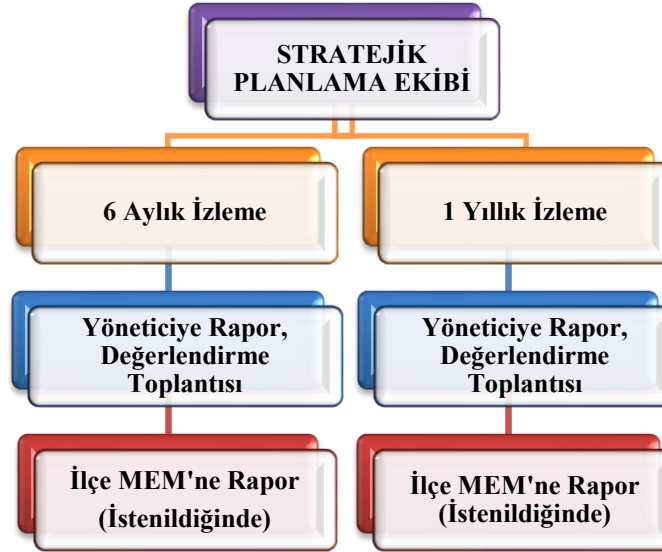 STRATEJİK
PLANLAMA EKİBİ
6 Aylık İzleme
1 Yıllık İzleme
Yöneticiye Rapor,
Değerlendirme
Toplantısı
Yöneticiye Rapor,
Değerlendirme
Toplantısı
İlçe MEM'ne Rapor
(İstenildiğinde)
İlçe MEM'ne Rapor
(İstenildiğinde)